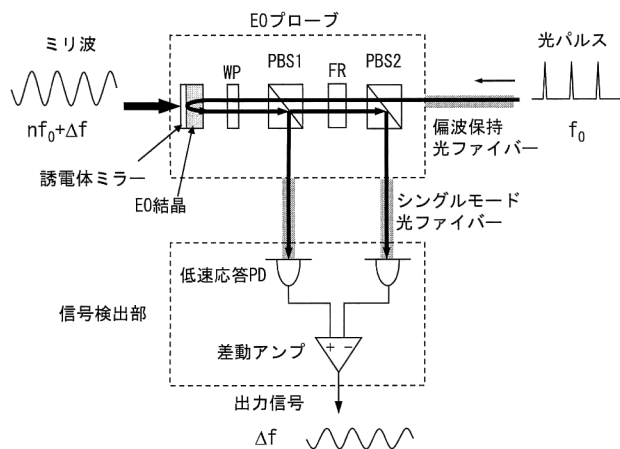 EOプローブ
ミリ波
WP
PBS1
FR
PBS2
光パルス
nf₀+Δf
偏波保持
光ファイバー
f₀
誘電体ミラー
EO結晶
シングルモード
光ファイバー
低速応答PD
信号検出部
+ −
差動アンプ
出力信号
Δf